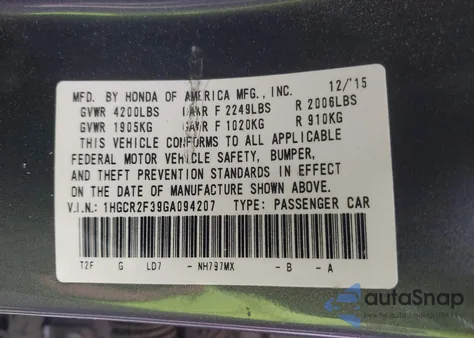 MFD. BY HONDA OF AMERICA MFG., INC. 12/'15
GVWR 4200LBS GAWR F 2249LBS R 2006LBS
GVWR 1905KG GAWR F 1020KG R 910KG
THIS VEHICLE CONFORMS TO ALL APPLICABLE
FEDERAL MOTOR VEHICLE SAFETY, BUMPER,
AND THEFT PREVENTION STANDARDS IN EFFECT
ON THE DATE OF MANUFACTURE SHOWN ABOVE.
V.I.N.: 1HGCR2F39GA094207 TYPE: PASSENGER CAR
T2F G LD7 - NH797MX - B - A
autoSnap